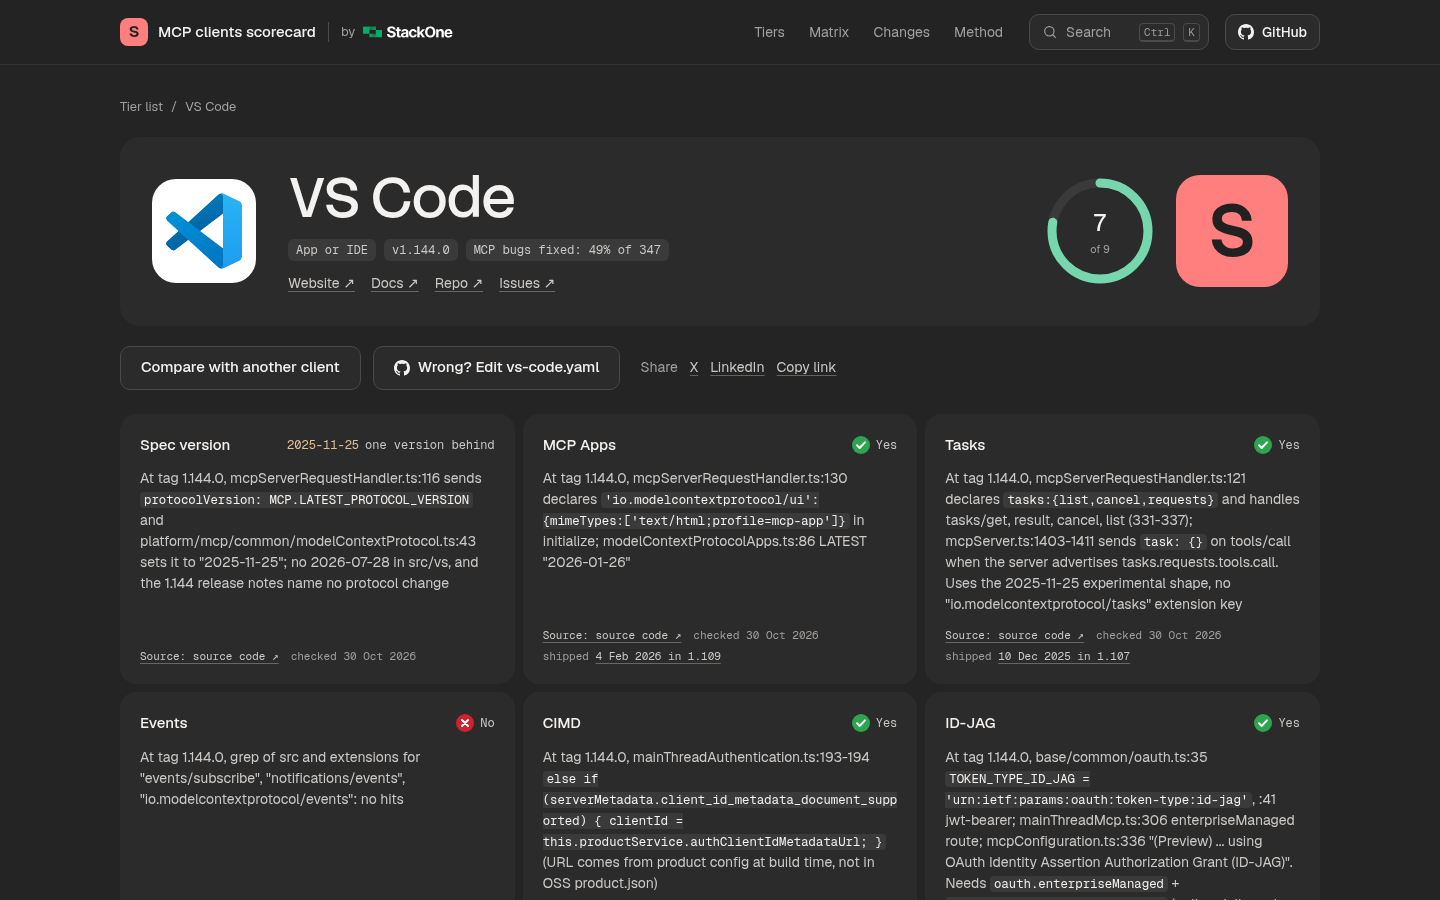 S MCP clients scorecard by StackOne Tiers Matrix Changes Method Search Ctrl K GitHub
Tier list / VS Code
VS Code
App or IDE v1.144.0 MCP bugs fixed: 49% of 347
Website ↗ Docs ↗ Repo ↗ Issues ↗
7
of 9
S
Compare with another client Wrong? Edit vs-code.yaml Share X LinkedIn Copy link
Spec version 2025-11-25 one version behind
At tag 1.144.0, mcpServerRequestHandler.ts:116 sends
protocolVersion: MCP.LATEST_PROTOCOL_VERSION
and
platform/mcp/common/modelContextProtocol.ts:43
sets it to "2025-11-25"; no 2026-07-28 in src/vs, and
the 1.144 release notes name no protocol change
Source: source code ↗ checked 30 Oct 2026
MCP Apps Yes
At tag 1.144.0, mcpServerRequestHandler.ts:130
declares 'io.modelcontextprotocol/ui':
{mimeTypes:['text/html;profile=mcp-app']} in
initialize; modelContextProtocolApps.ts:86 LATEST
"2026-01-26"
Source: source code ↗ checked 30 Oct 2026
shipped 4 Feb 2026 in 1.109
Tasks Yes
At tag 1.144.0, mcpServerRequestHandler.ts:121
declares tasks:{list,cancel,requests} and handles
tasks/get, result, cancel, list (331-337);
mcpServer.ts:1403-1411 sends task: {} on tools/call
when the server advertises tasks.requests.tools.call.
Uses the 2025-11-25 experimental shape, no
"io.modelcontextprotocol/tasks" extension key
Source: source code ↗ checked 30 Oct 2026
shipped 10 Dec 2025 in 1.107
Events No
At tag 1.144.0, grep of src and extensions for
"events/subscribe", "notifications/events",
"io.modelcontextprotocol/events": no hits
CIMD Yes
At tag 1.144.0, mainThreadAuthentication.ts:193-194
else if
(serverMetadata.client_id_metadata_document_supp
orted) { clientId =
this.productService.authClientIdMetadataUrl; }
(URL comes from product config at build time, not in
OSS product.json)
ID-JAG Yes
At tag 1.144.0, base/common/oauth.ts:35
TOKEN_TYPE_ID_JAG =
'urn:ietf:params:oauth:token-type:id-jag', :41
jwt-bearer; mainThreadMcp.ts:306 enterpriseManaged
route; mcpConfiguration.ts:336 "(Preview) ... using
OAuth Identity Assertion Authorization Grant (ID-JAG)".
Needs oauth.enterpriseManaged +